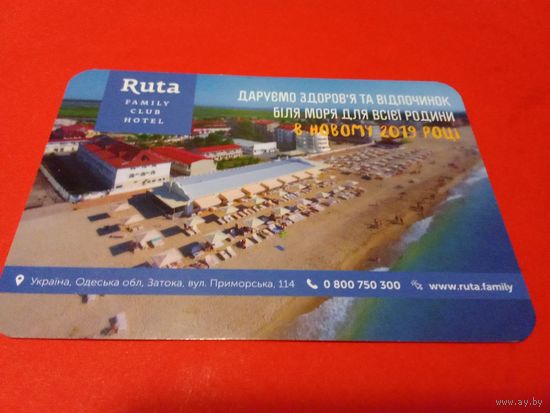 Ruta
FAMILY
CLUB
HOTEL
ДАРУЄМО ЗДОРОВ'Я ТА ВІДПОЧИНОК
БІЛЯ МОРЯ ДЛЯ ВСІЄЇ РОДИНИ
В НОВОМУ 2019 РОЦІ
Україна, Одеська обл, Затока, вул. Приморська, 114 0 800 750 300 www.ruta.family
www.ay.by